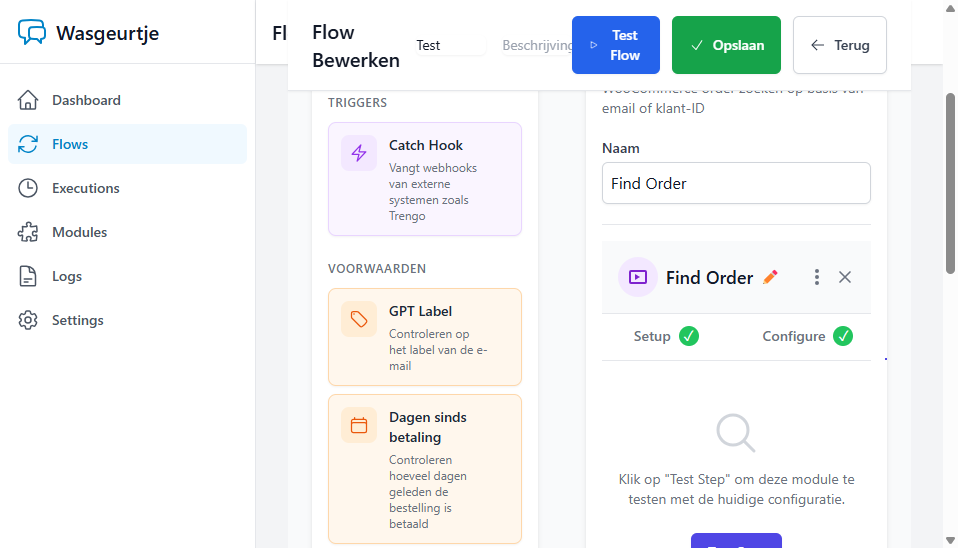 Wasgeurtje
Dashboard
Flows
Executions
Modules
Logs
Settings
Flow
Bewerken
Test
Beschrijving
Test
Flow
Opslaan
Terug
TRIGGERS
Catch Hook
Vangt webhooks
van externe
systemen zoals
Trengo
VOORWAARDEN
GPT Label
Controleren op
het label van de e-
mail
Dagen sinds
betaling
Controleren
hoeveel dagen
geleden de
bestelling is
betaald
WooCommerce order zoeken op basis van
email of klant-ID
Naam
Find Order
Find Order
Setup
Configure
Klik op "Test Step" om deze module te
testen met de huidige configuratie.